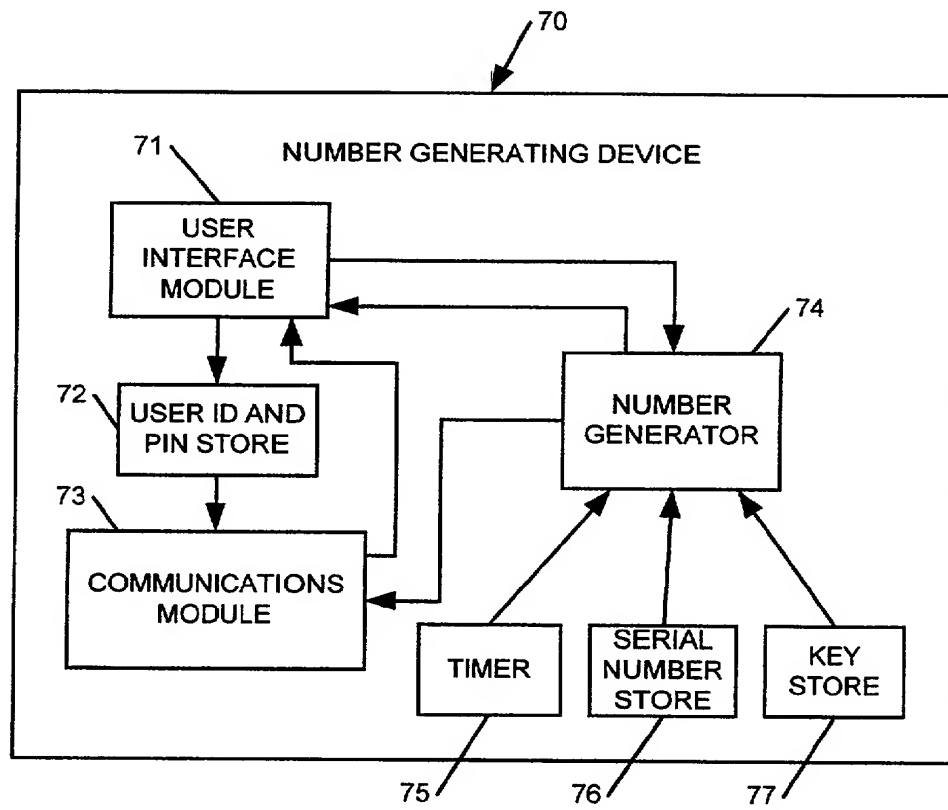 70
71
NUMBER GENERATING DEVICE
USER
INTERFACE
MODULE
74
72
USER ID AND
PIN STORE
NUMBER
GENERATOR
73
COMMUNICATIONS
MODULE
TIMER
SERIAL
NUMBER
STORE
KEY
STORE
75
76
77